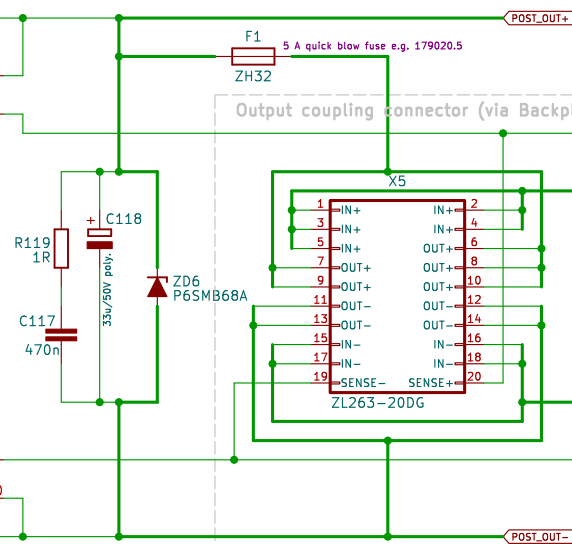 POST_OUT+
F1
5 A quick blow fuse e.g. 179020.5
ZH32
Output coupling connector (via Backpl
X5
1 IN+ IN+ 2
3 IN+ IN+ 4
5 IN+ OUT+ 6
7 OUT+ OUT+ 8
9 OUT+ OUT+ 10
11 OUT- OUT- 12
13 OUT- OUT- 14
15 IN- IN- 16
17 IN- IN- 18
19 SENSE- SENSE+ 20
ZL263-20DG
+ C118
33u/50V poly.
R119
1R
ZD6
P6SMB68A
C117
470n
POST_OUT-